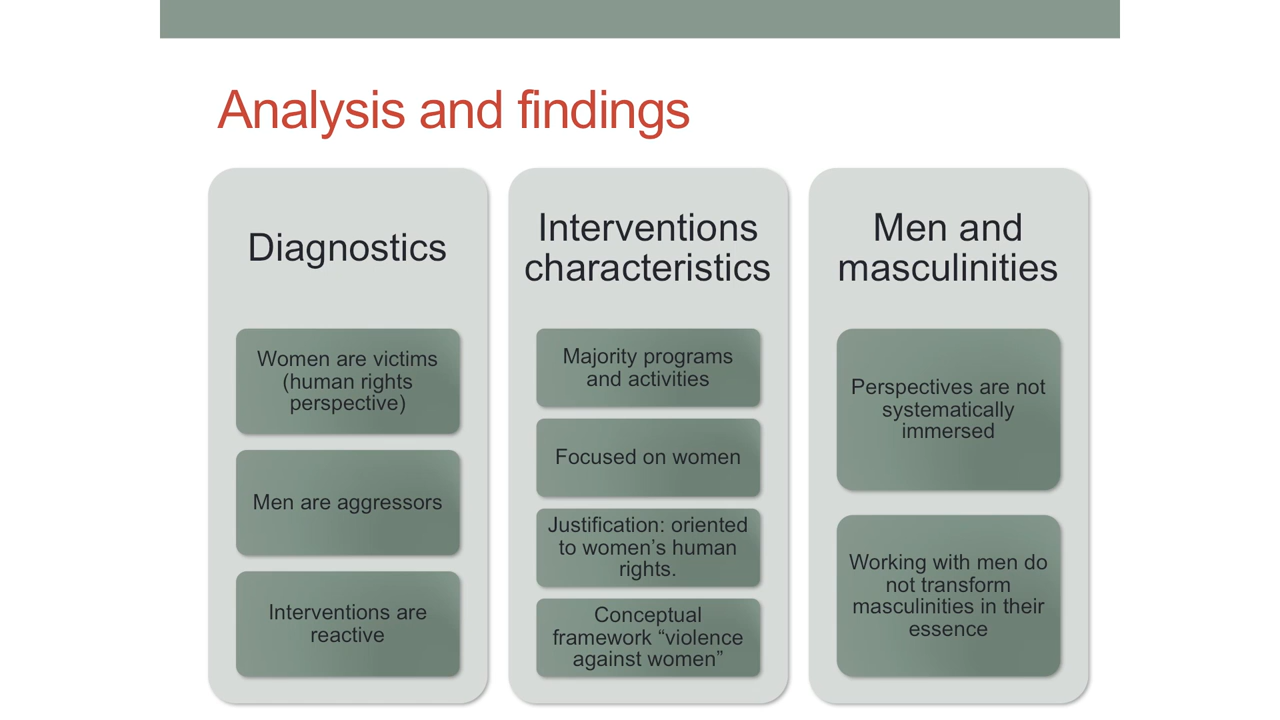 Analysis and findings
Diagnostics
Women are victims
(human rights
perspective)
Men are aggressors
Interventions are
reactive
Interventions
characteristics
Majority programs
and activities
Focused on women
Justification: oriented
to women’s human
rights.
Conceptual
framework “violence
against women”
Men and
masculinities
Perspectives are not
systematically
immersed
Working with men do
not transform
masculinities in their
essence